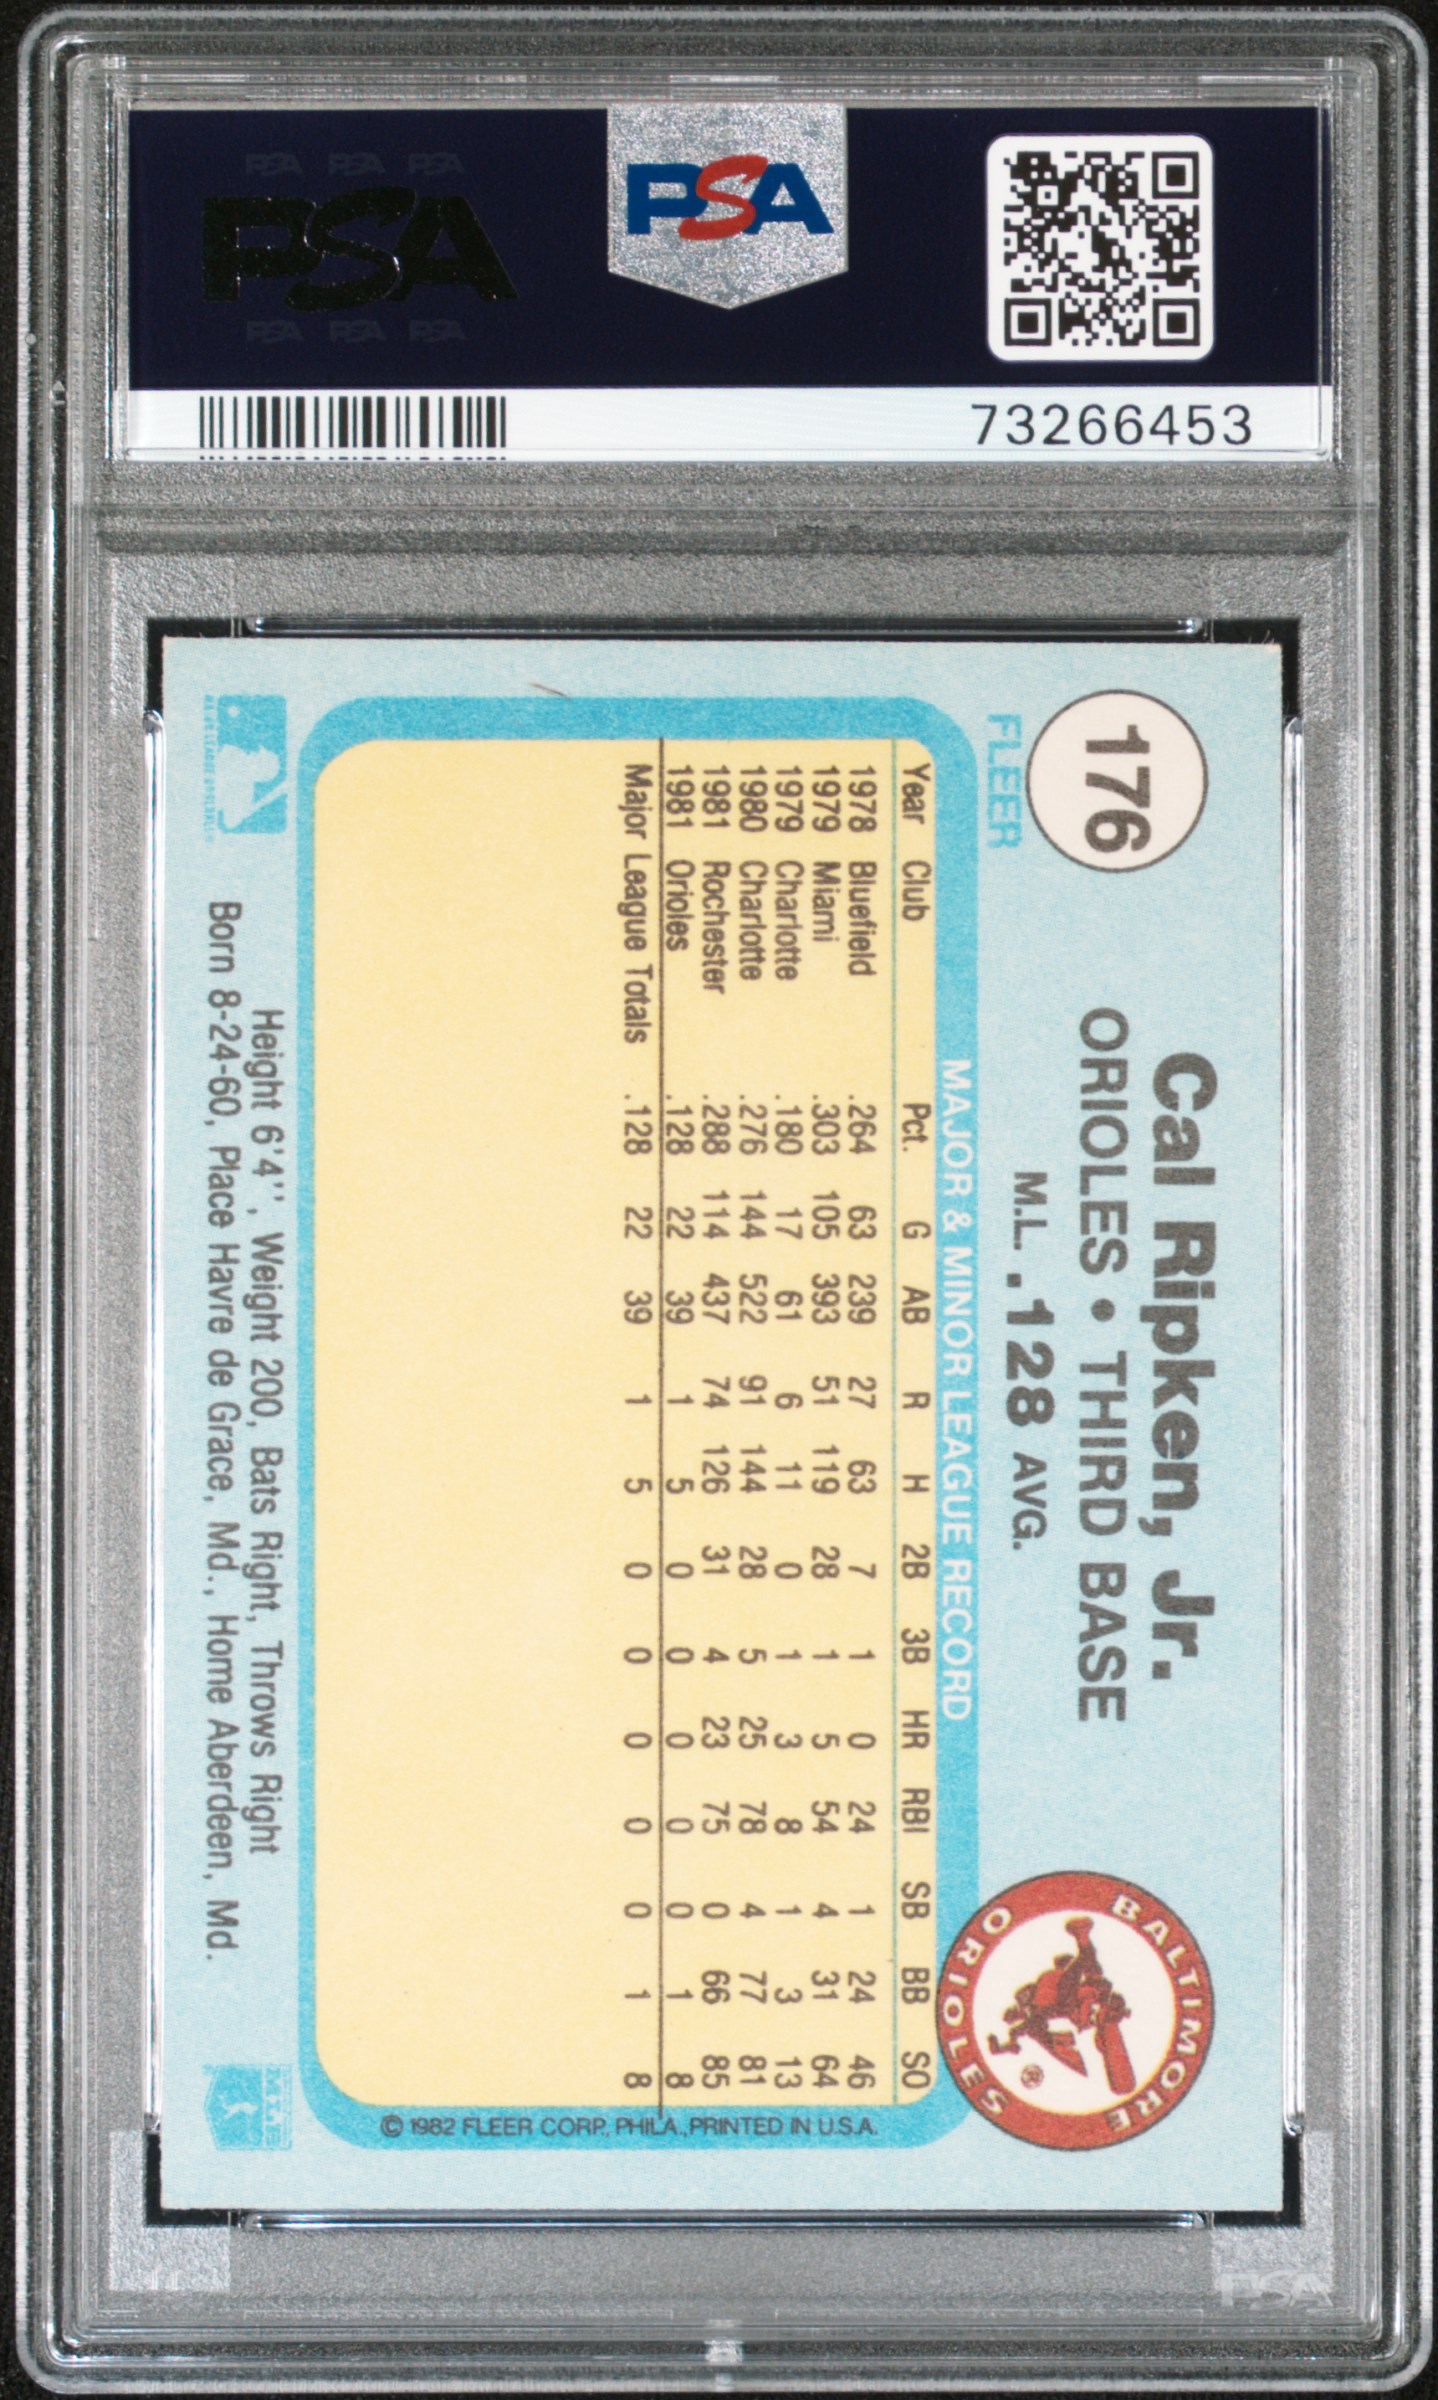 PSA PSA PSA
PSA
PSA PSA PSA
PSA
73266453
176
FLEER
Cal Ripken, Jr.
ORIOLES • THIRD BASE
M.L. .128 AVG.
BALTIMORE
ORIOLES
®
MAJOR & MINOR LEAGUE RECORD
Year Club Pct. G AB R H 2B 3B HR RBI SB BB SO
1978 Bluefield .264 63 239 27 63 7 1 0 24 1 24 46
1979 Miami .303 105 393 51 119 28 1 5 54 4 31 64
1979 Charlotte .180 17 61 6 11 0 1 3 8 1 3 13
1980 Charlotte .276 144 522 91 144 28 5 25 78 4 77 81
1981 Rochester .288 114 437 74 126 31 4 23 75 0 66 85
1981 Orioles .128 22 39 1 5 0 0 0 0 0 1 8
Major League Totals .128 22 39 1 5 0 0 0 0 0 1 8
© 1982 FLEER CORP., PHILA., PRINTED IN U.S.A.
Height 6'4'', Weight 200, Bats Right, Throws Right
Born 8-24-60, Place Havre de Grace, Md., Home Aberdeen, Md.
PSA